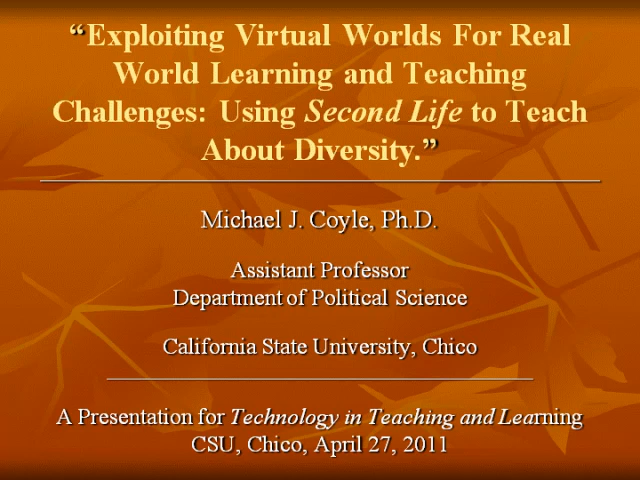 “Exploiting Virtual Worlds For Real
World Learning and Teaching
Challenges: Using Second Life to Teach
About Diversity.”
Michael J. Coyle, Ph.D.
Assistant Professor
Department of Political Science
California State University, Chico
A Presentation for Technology in Teaching and Learning
CSU, Chico, April 27, 2011